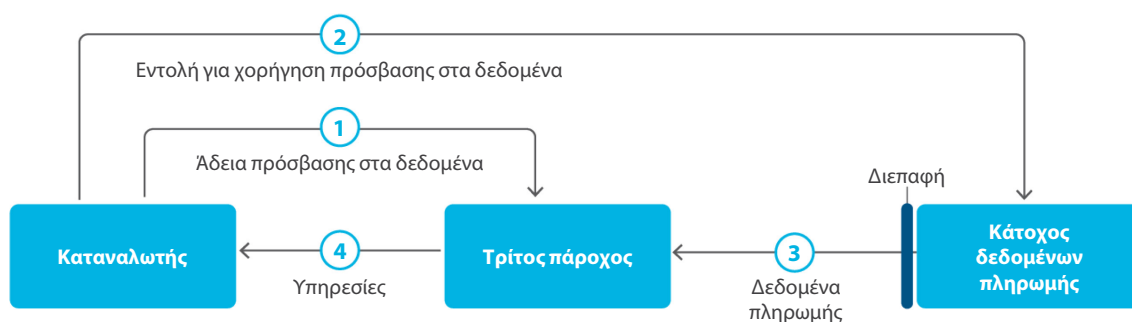 2
Εντολή για χορήγηση πρόσβασης στα δεδομένα
1
Άδεια πρόσβασης στα δεδομένα
Διεπαφή
Καταναλωτής
4
Υπηρεσίες
Τρίτος πάροχος
3
Δεδομένα
πληρωμής
Κάτοχος
δεδομένων
πληρωμής